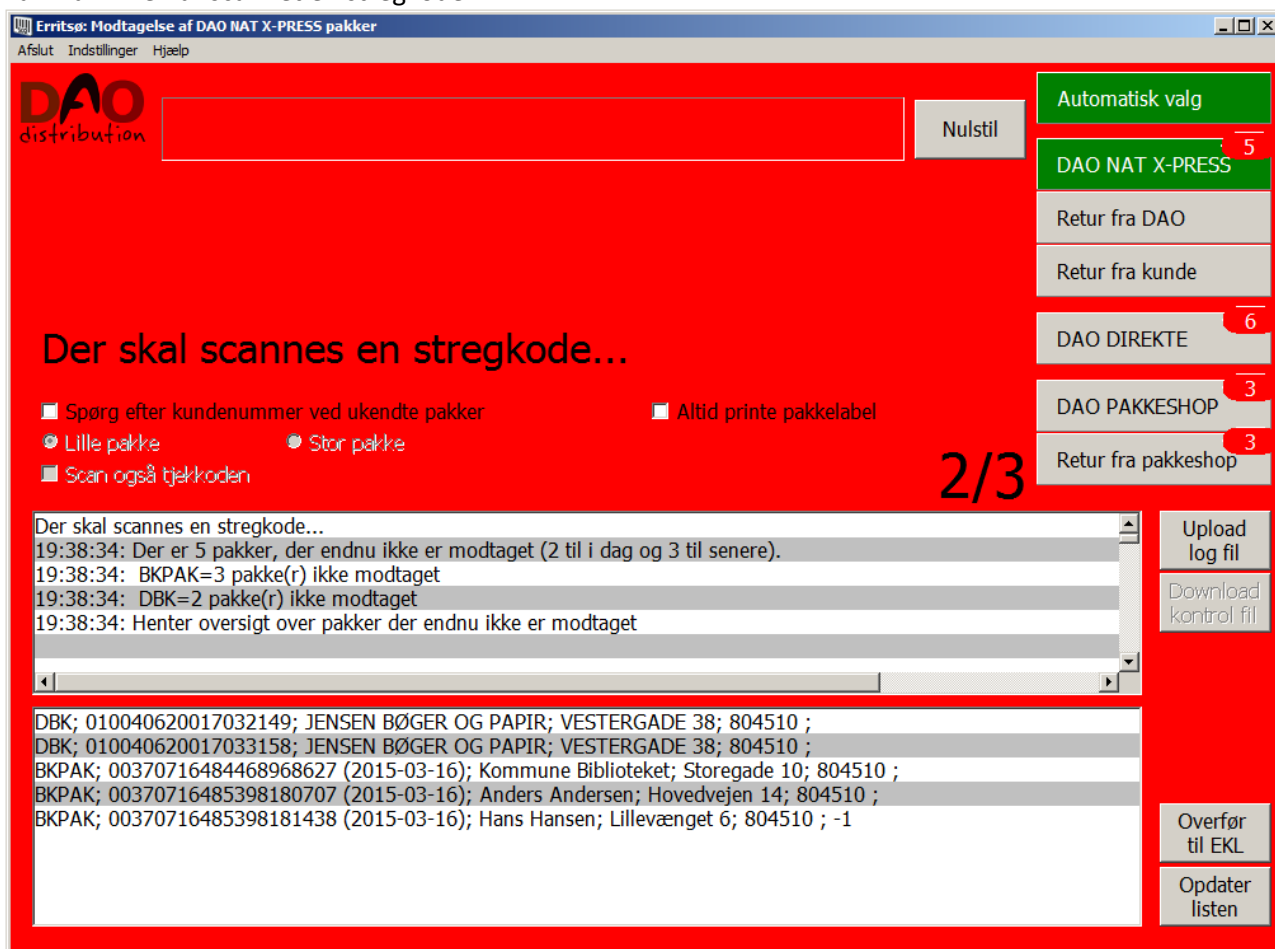 Erritsø: Modtagelse af DAO NAT X-PRESS pakker
Afslut Indstillinger Hjælp
DAO
distribution
Nulstil
Automatisk valg
5
DAO NAT X-PRESS
Retur fra DAO
Retur fra kunde
6
DAO DIREKTE
3
DAO PAKKESHOP
3
Retur fra pakkeshop
Der skal scannes en stregkode...
Spørg efter kundenummer ved ukendte pakker
Altid printe pakkelabel
Lille pakke
Stor pakke
Scan også tjekkoden
2/3
Der skal scannes en stregkode...
19:38:34: Der er 5 pakker, der endnu ikke er modtaget (2 til i dag og 3 til senere).
19:38:34: BKPAK=3 pakke(r) ikke modtaget
19:38:34: DBK=2 pakke(r) ikke modtaget
19:38:34: Henter oversigt over pakker der endnu ikke er modtaget
Upload
log fil
Download
kontrol fil
DBK; 010040620017032149; JENSEN BØGER OG PAPIR; VESTERGADE 38; 804510 ;
DBK; 010040620017033158; JENSEN BØGER OG PAPIR; VESTERGADE 38; 804510 ;
BKPAK; 00370716484468968627 (2015-03-16); Kommune Biblioteket; Storegade 10; 804510 ;
BKPAK; 00370716485398180707 (2015-03-16); Anders Andersen; Hovedvejen 14; 804510 ;
BKPAK; 00370716485398181438 (2015-03-16); Hans Hansen; Lillevænget 6; 804510 ; -1
Overfør
til EKL
Opdater
listen